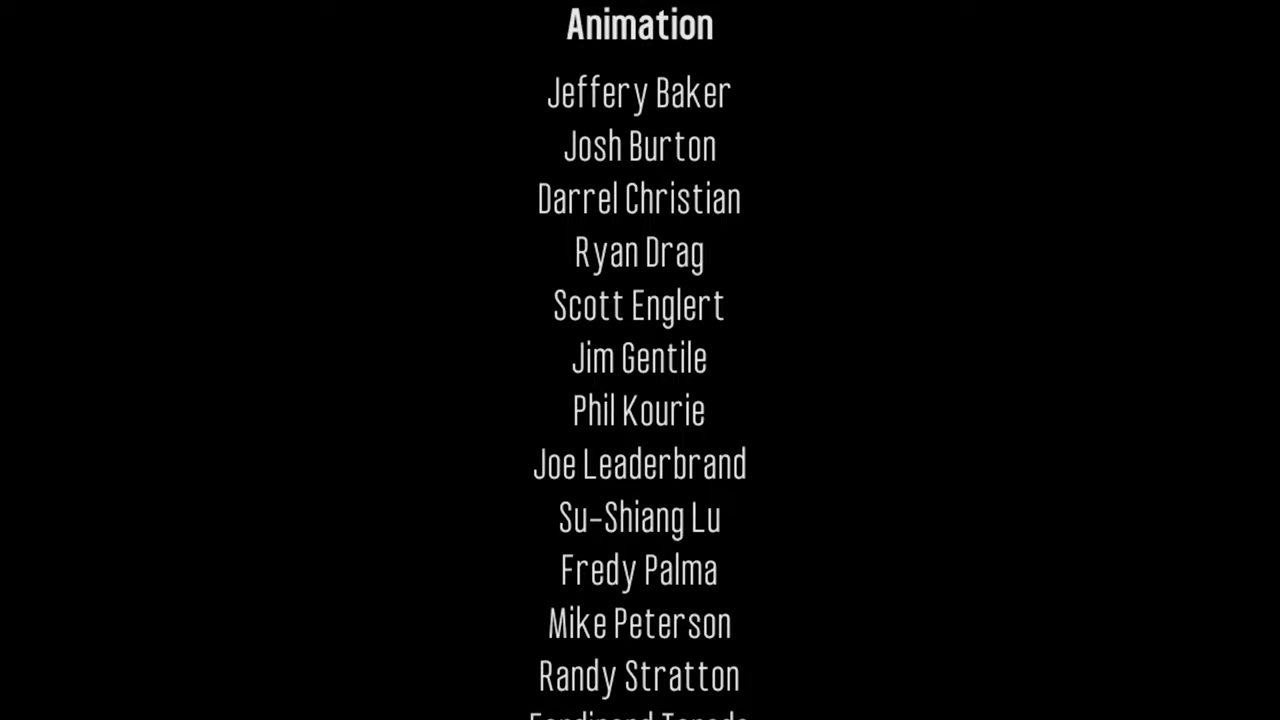 Animation
Jeffery Baker
Josh Burton
Darrel Christian
Ryan Drag
Scott Englert
Jim Gentile
Phil Kourie
Joe Leaderbrand
Su-Shiang Lu
Fredy Palma
Mike Peterson
Randy Stratton